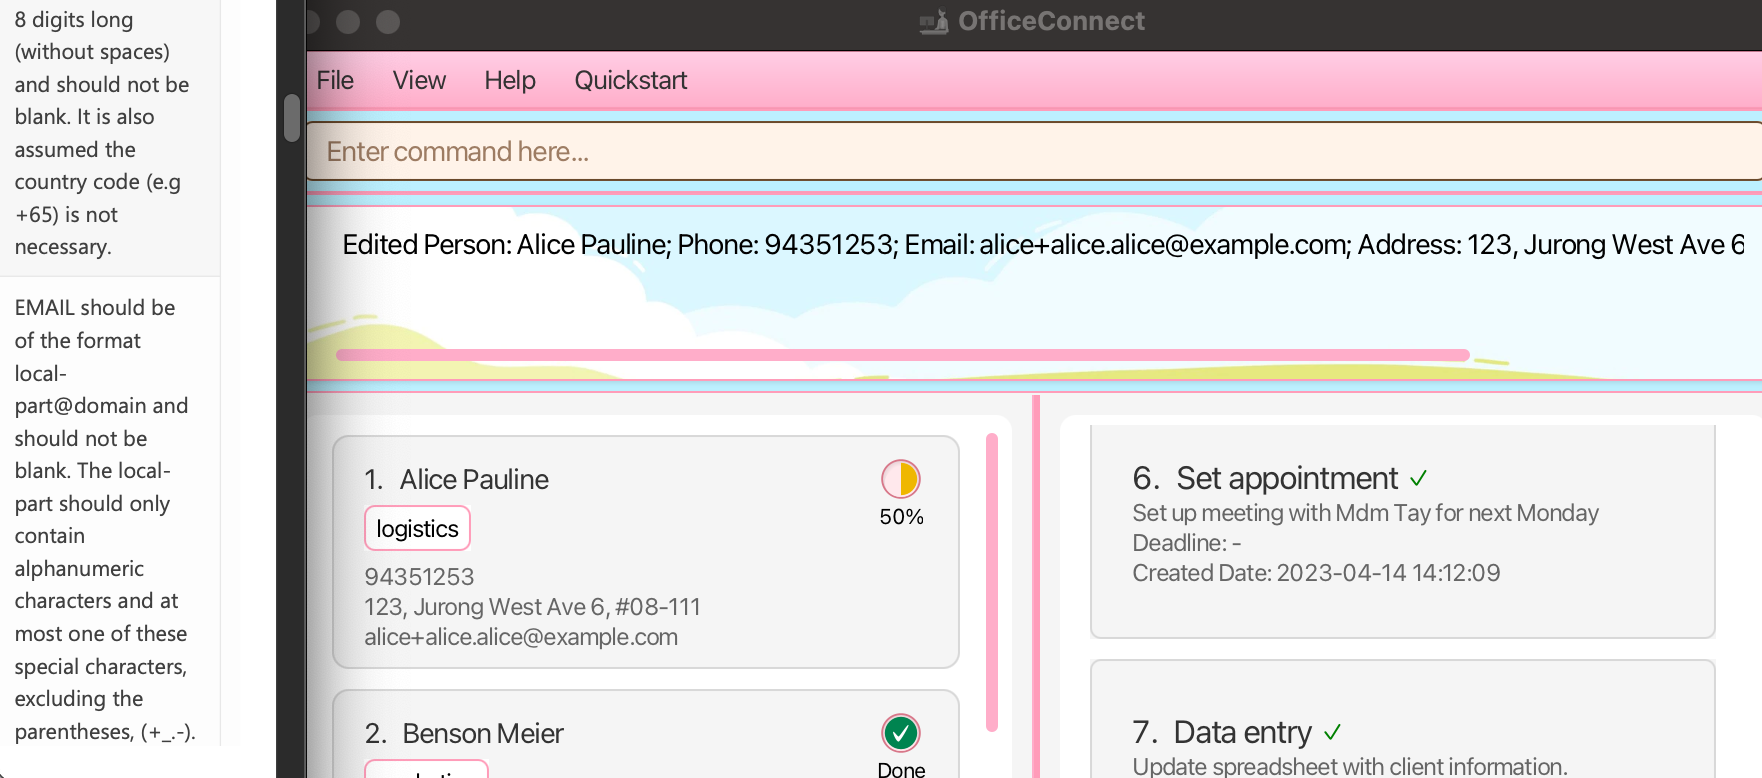 8 digits long
(without spaces)
and should not be
blank. It is also
assumed the
country code (e.g
+65) is not
necessary.
EMAIL should be
of the format
local-
part@domain and
should not be
blank. The local-
part should only
contain
alphanumeric
characters and at
most one of these
special characters,
excluding the
parentheses, (+_.-).
OfficeConnect
File View Help Quickstart
Enter command here...
Edited Person: Alice Pauline; Phone: 94351253; Email: alice+alice.alice@example.com; Address: 123, Jurong West Ave 6
1. Alice Pauline
50%
logistics
94351253
123, Jurong West Ave 6, #08-111
alice+alice.alice@example.com
2. Benson Meier
Done
6. Set appointment ✓
Set up meeting with Mdm Tay for next Monday
Deadline: -
Created Date: 2023-04-14 14:12:09
7. Data entry ✓
Update spreadsheet with client information.